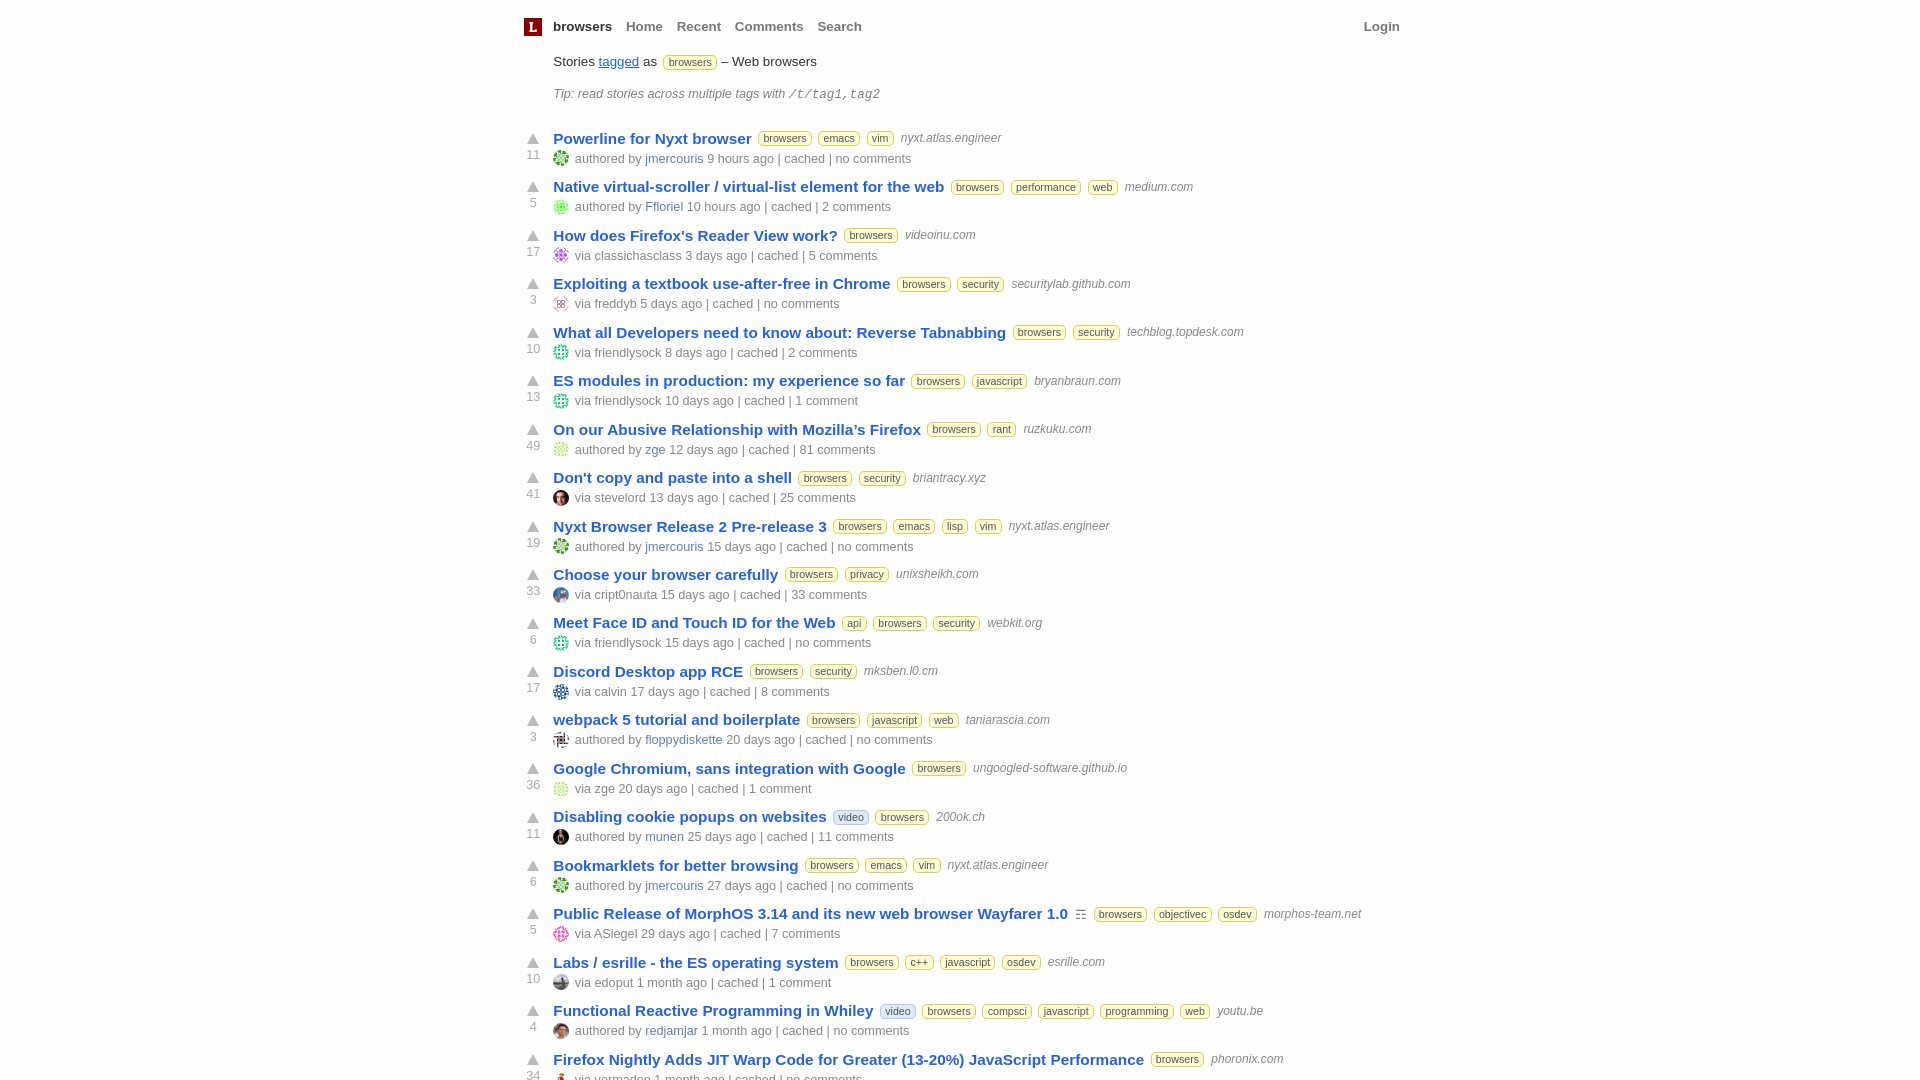 L browsers Home Recent Comments Search Login
Stories tagged as browsers – Web browsers
Tip: read stories across multiple tags with /t/tag1,tag2
Powerline for Nyxt browser browsers emacs vim nyxt.atlas.engineer
11 authored by jmercouris 9 hours ago | cached | no comments
Native virtual-scroller / virtual-list element for the web browsers performance web medium.com
5 authored by Ffloriel 10 hours ago | cached | 2 comments
How does Firefox's Reader View work? browsers videoinu.com
17 via classichasclass 3 days ago | cached | 5 comments
Exploiting a textbook use-after-free in Chrome browsers security securitylab.github.com
3 via freddyb 5 days ago | cached | no comments
What all Developers need to know about: Reverse Tabnabbing browsers security techblog.topdesk.com
10 via friendlysock 8 days ago | cached | 2 comments
ES modules in production: my experience so far browsers javascript bryanbraun.com
13 via friendlysock 10 days ago | cached | 1 comment
On our Abusive Relationship with Mozilla’s Firefox browsers rant ruzkuku.com
49 authored by zge 12 days ago | cached | 81 comments
Don't copy and paste into a shell browsers security briantracy.xyz
41 via stevelord 13 days ago | cached | 25 comments
Nyxt Browser Release 2 Pre-release 3 browsers emacs lisp vim nyxt.atlas.engineer
19 authored by jmercouris 15 days ago | cached | no comments
Choose your browser carefully browsers privacy unixsheikh.com
33 via cript0nauta 15 days ago | cached | 33 comments
Meet Face ID and Touch ID for the Web api browsers security webkit.org
6 via friendlysock 15 days ago | cached | no comments
Discord Desktop app RCE browsers security mksben.l0.cm
17 via calvin 17 days ago | cached | 8 comments
webpack 5 tutorial and boilerplate browsers javascript web taniarascia.com
3 authored by floppydiskette 20 days ago | cached | no comments
Google Chromium, sans integration with Google browsers ungoogled-software.github.io
36 via zge 20 days ago | cached | 1 comment
Disabling cookie popups on websites video browsers 200ok.ch
11 authored by munen 25 days ago | cached | 11 comments
Bookmarklets for better browsing browsers emacs vim nyxt.atlas.engineer
6 authored by jmercouris 27 days ago | cached | no comments
Public Release of MorphOS 3.14 and its new web browser Wayfarer 1.0 ☶ browsers objectivec osdev morphos-team.net
5 via ASiegel 29 days ago | cached | 7 comments
Labs / esrille - the ES operating system browsers c++ javascript osdev esrille.com
10 via edoput 1 month ago | cached | 1 comment
Functional Reactive Programming in Whiley video browsers compsci javascript programming web youtu.be
4 authored by redjamjar 1 month ago | cached | no comments
Firefox Nightly Adds JIT Warp Code for Greater (13-20%) JavaScript Performance browsers phoronix.com
34 via vermaden 1 month ago | cached | no comments